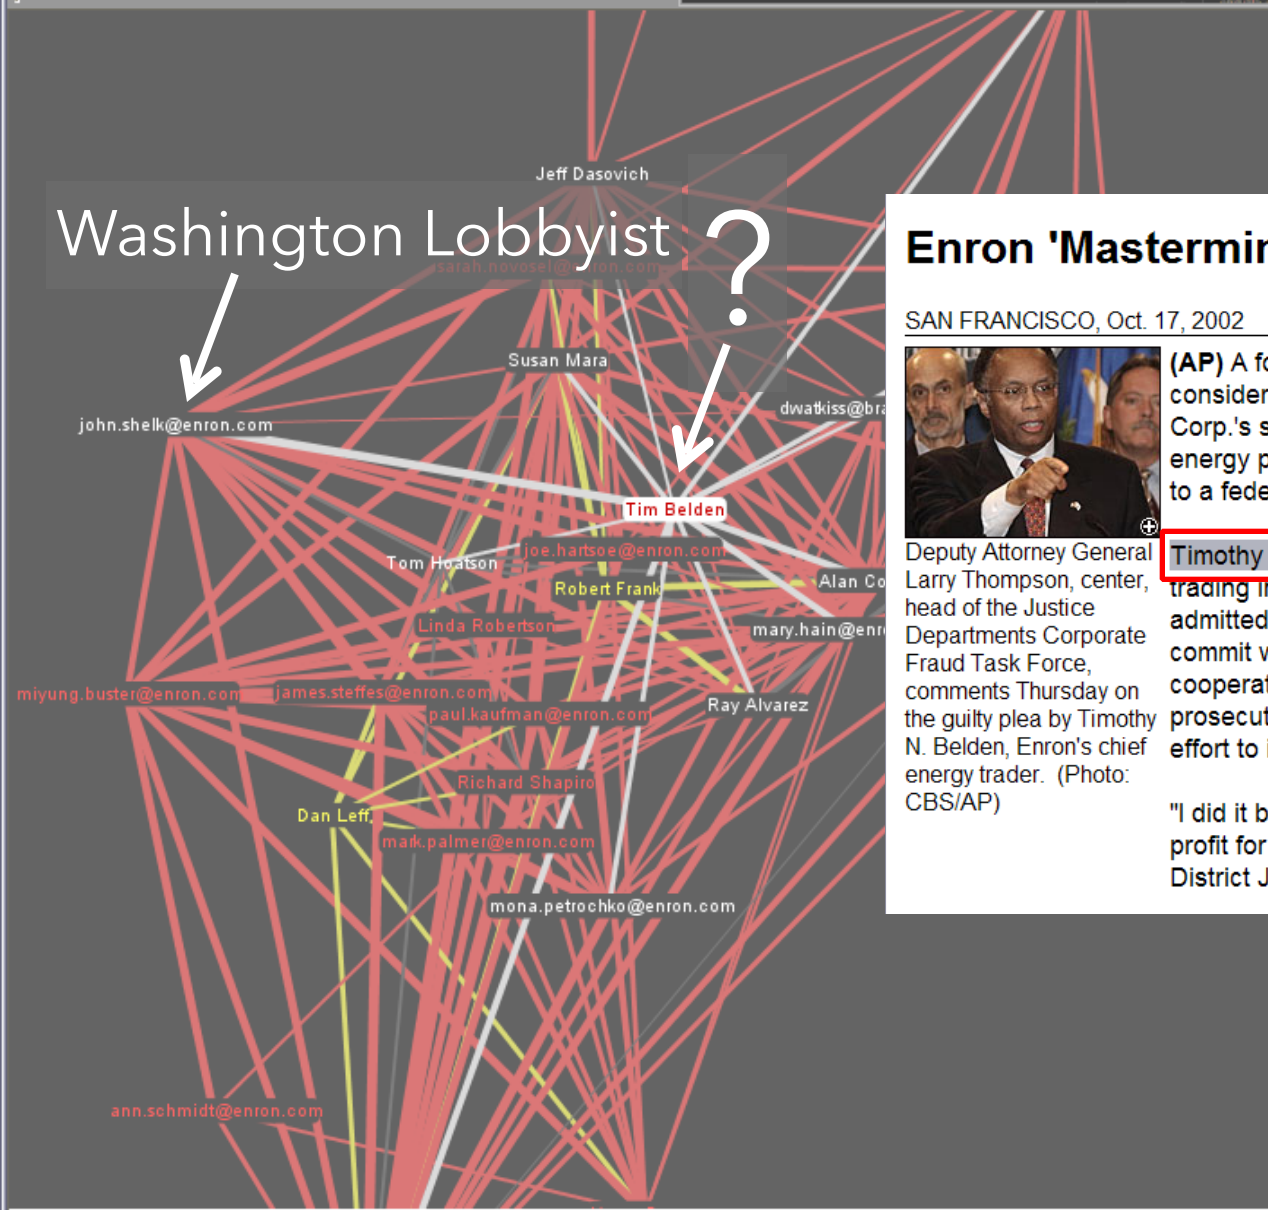 Jeff Dasovich
Washington Lobbyist ?
sarah.novosel@enron.com
Susan Mara
dwatkiss@bra
john.shelk@enron.com
Tim Belden
joe.hartsoe@enron.com
Tom Hoatson
Robert Frank
Alan Co
Linda Robertson
mary.hain@enro
miyung.buster@enron.com
james.steffes@enron.com
paul.kaufman@enron.com
Ray Alvarez
Richard Shapiro
Dan Leff
mark.palmer@enron.com
mona.petrochko@enron.com
ann.schmidt@enron.com
Enron 'Mastermin
SAN FRANCISCO, Oct. 17, 2002
Deputy Attorney General
Larry Thompson, center,
head of the Justice
Departments Corporate
Fraud Task Force,
comments Thursday on
the guilty plea by Timothy
N. Belden, Enron's chief
energy trader. (Photo:
CBS/AP)
(AP) A fo
consider
Corp.'s s
energy p
to a fede
Timothy
trading i
admitted
commit w
cooperat
prosecut
effort to i
"I did it b
profit for
District J